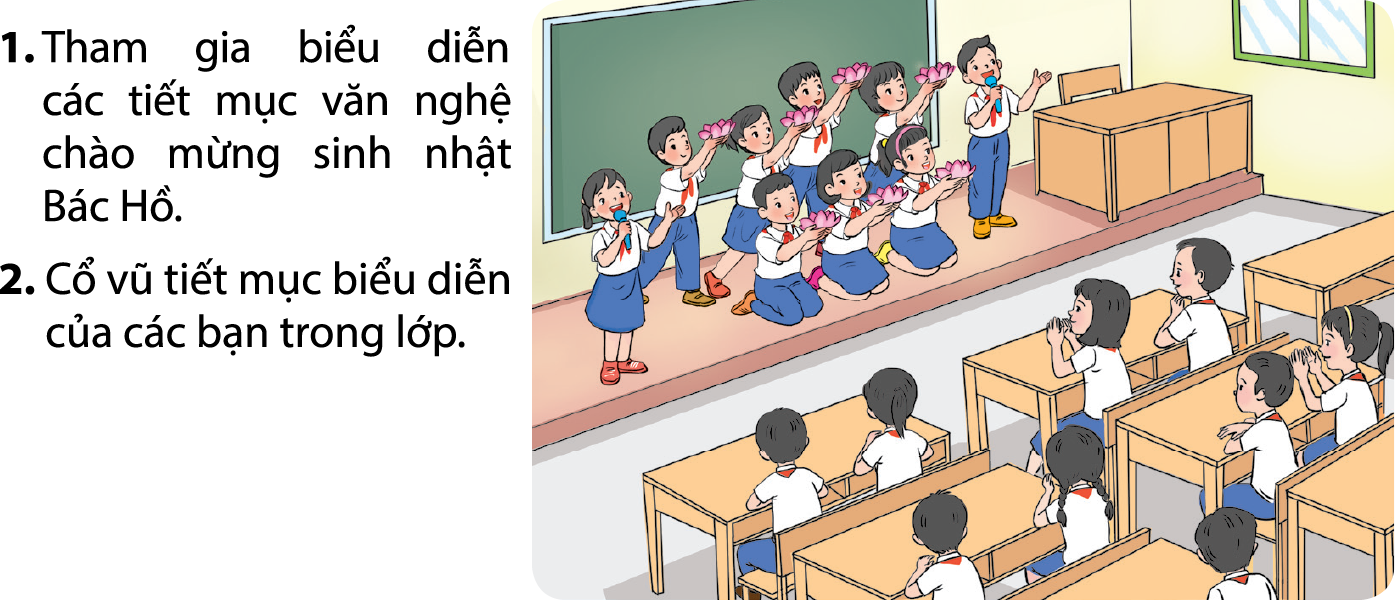 1. Tham gia biểu diễn
các tiết mục văn nghệ
chào mừng sinh nhật
Bác Hồ.
2. Cổ vũ tiết mục biểu diễn
của các bạn trong lớp.